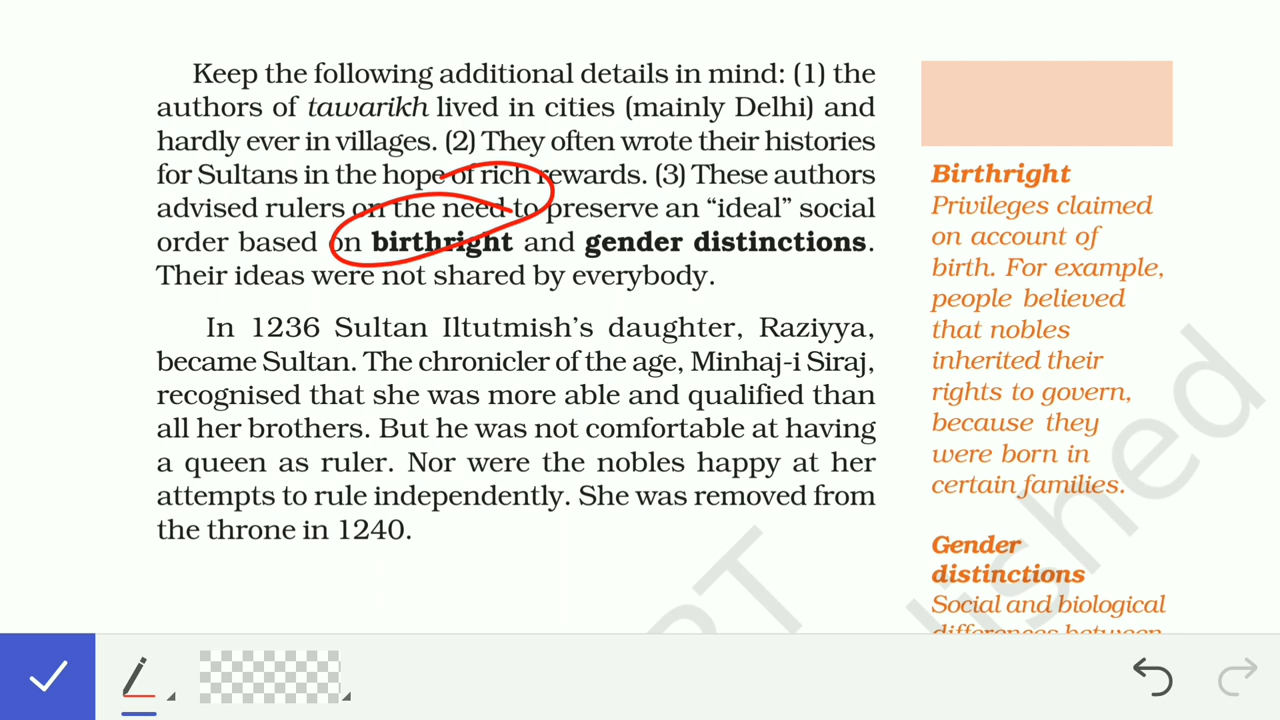 Keep the following additional details in mind: (1) the
authors of tawarikh lived in cities (mainly Delhi) and
hardly ever in villages. (2) They often wrote their histories
for Sultans in the hope of rich rewards. (3) These authors
advised rulers on the need to preserve an “ideal” social
order based on birthright and gender distinctions.
Their ideas were not shared by everybody.
In 1236 Sultan Iltutmish’s daughter, Raziyya,
became Sultan. The chronicler of the age, Minhaj-i Siraj,
recognised that she was more able and qualified than
all her brothers. But he was not comfortable at having
a queen as ruler. Nor were the nobles happy at her
attempts to rule independently. She was removed from
the throne in 1240.
Birthright
Privileges claimed
on account of
birth. For example,
people believed
that nobles
inherited their
rights to govern,
because they
were born in
certain families.
Gender
distinctions
Social and biological
differences between